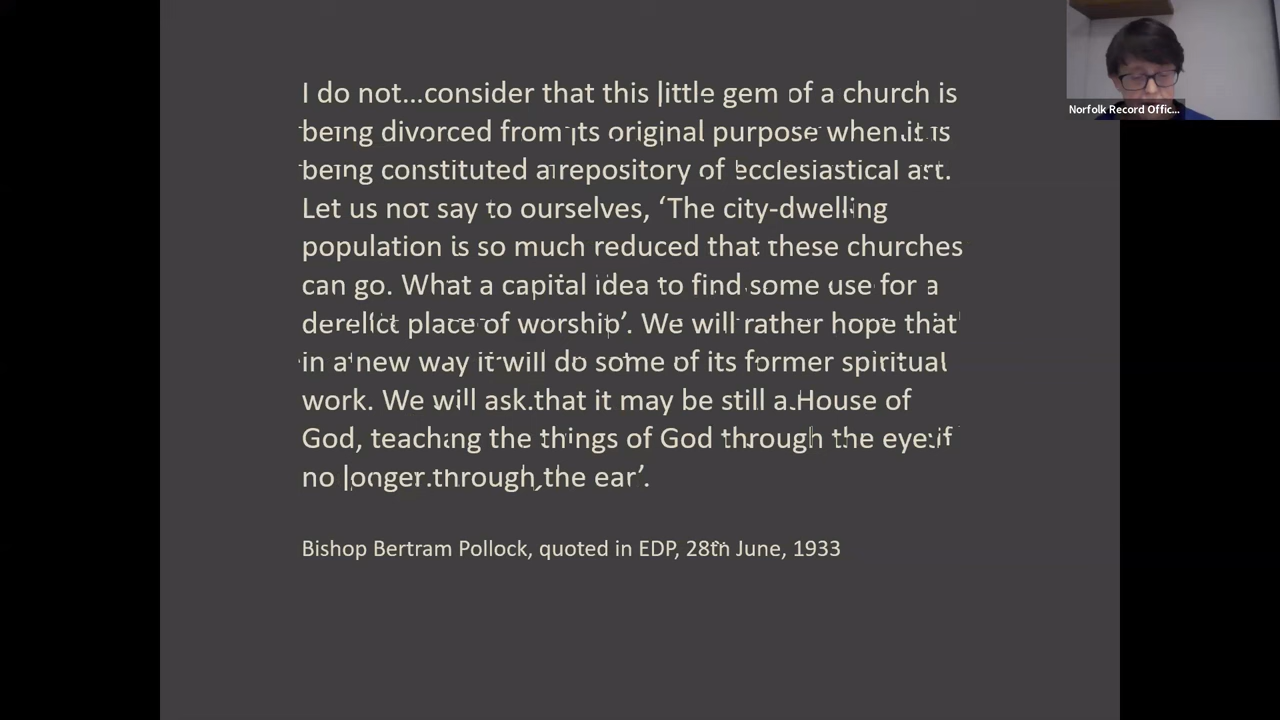 I do not...consider that this little gem of a church is
being divorced from its original purpose when it is
being constituted a repository of ecclesiastical art.
Let us not say to ourselves, ‘The city-dwelling
population is so much reduced that these churches
can go. What a capital idea to find some use for a
derelict place of worship’. We will rather hope that
in a new way it will do some of its former spiritual
work. We will ask that it may be still a House of
God, teaching the things of God through the eye if
no longer through the ear’.
Bishop Bertram Pollock, quoted in EDP, 28th June, 1933
Norfolk Record Offic...